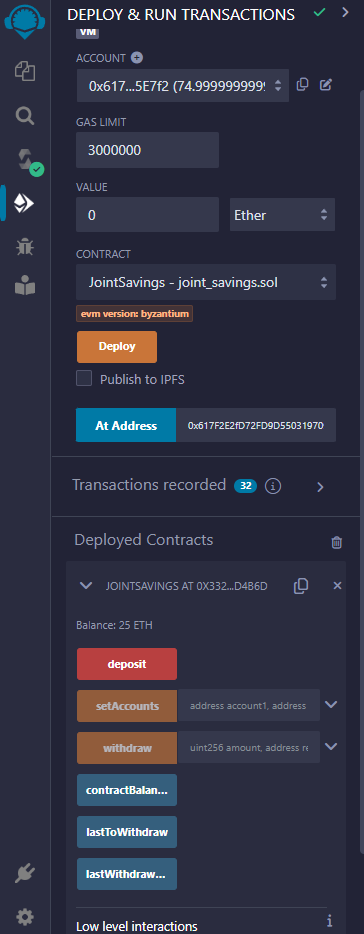 DEPLOY & RUN TRANSACTIONS
VM
ACCOUNT
0x617...5E7f2 (74.9999999999
GAS LIMIT
3000000
VALUE
0
Ether
CONTRACT
JointSavings - joint_savings.sol
evm version: byzantium
Deploy
Publish to IPFS
At Address
0x617F2E2fD72FD9D55031970
Transactions recorded 32
Deployed Contracts
JOINTSAVINGS AT 0X332...D4B6D
Balance: 25 ETH
deposit
setAccounts
address account1, address
withdraw
uint256 amount, address re
contractBalan...
lastToWithdraw
lastWithdraw...
Low level interactions